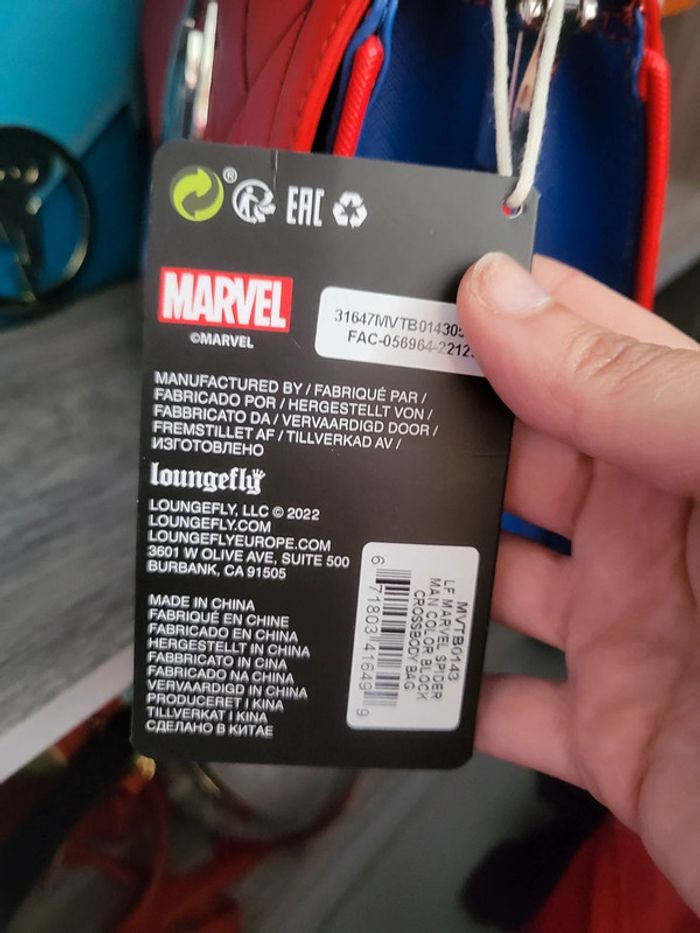 ®
EAC
MARVEL
©MARVEL
31647MVTB01430
FAC-056964-2212
MANUFACTURED BY / FABRIQUÉ PAR /
FABRICADO POR / HERGESTELLT VON /
FABBRICATO DA / VERVAARDIGD DOOR /
FREMSTILLET AF / TILLVERKAD AV /
ИЗГОТОВЛЕНО
loungefly
LOUNGEFLY, LLC © 2022
LOUNGEFLY.COM
LOUNGEFLYEUROPE.COM
3601 W OLIVE AVE, SUITE 500
BURBANK, CA 91505
MADE IN CHINA
FABRIQUÉ EN CHINE
FABRICADO EN CHINA
HERGESTELLT IN CHINA
FABBRICATO IN CINA
FABRICADO NA CHINA
VERVAARDIGD IN CHINA
PRODUCERET I KINA
TILLVERKAT I KINA
СДЕЛАНО В КИТАЕ
MVTB0143
LF MARVEL SPIDER
MAN COLOR BLOCK
CROSSBODY BAG
6 71803 41649 9